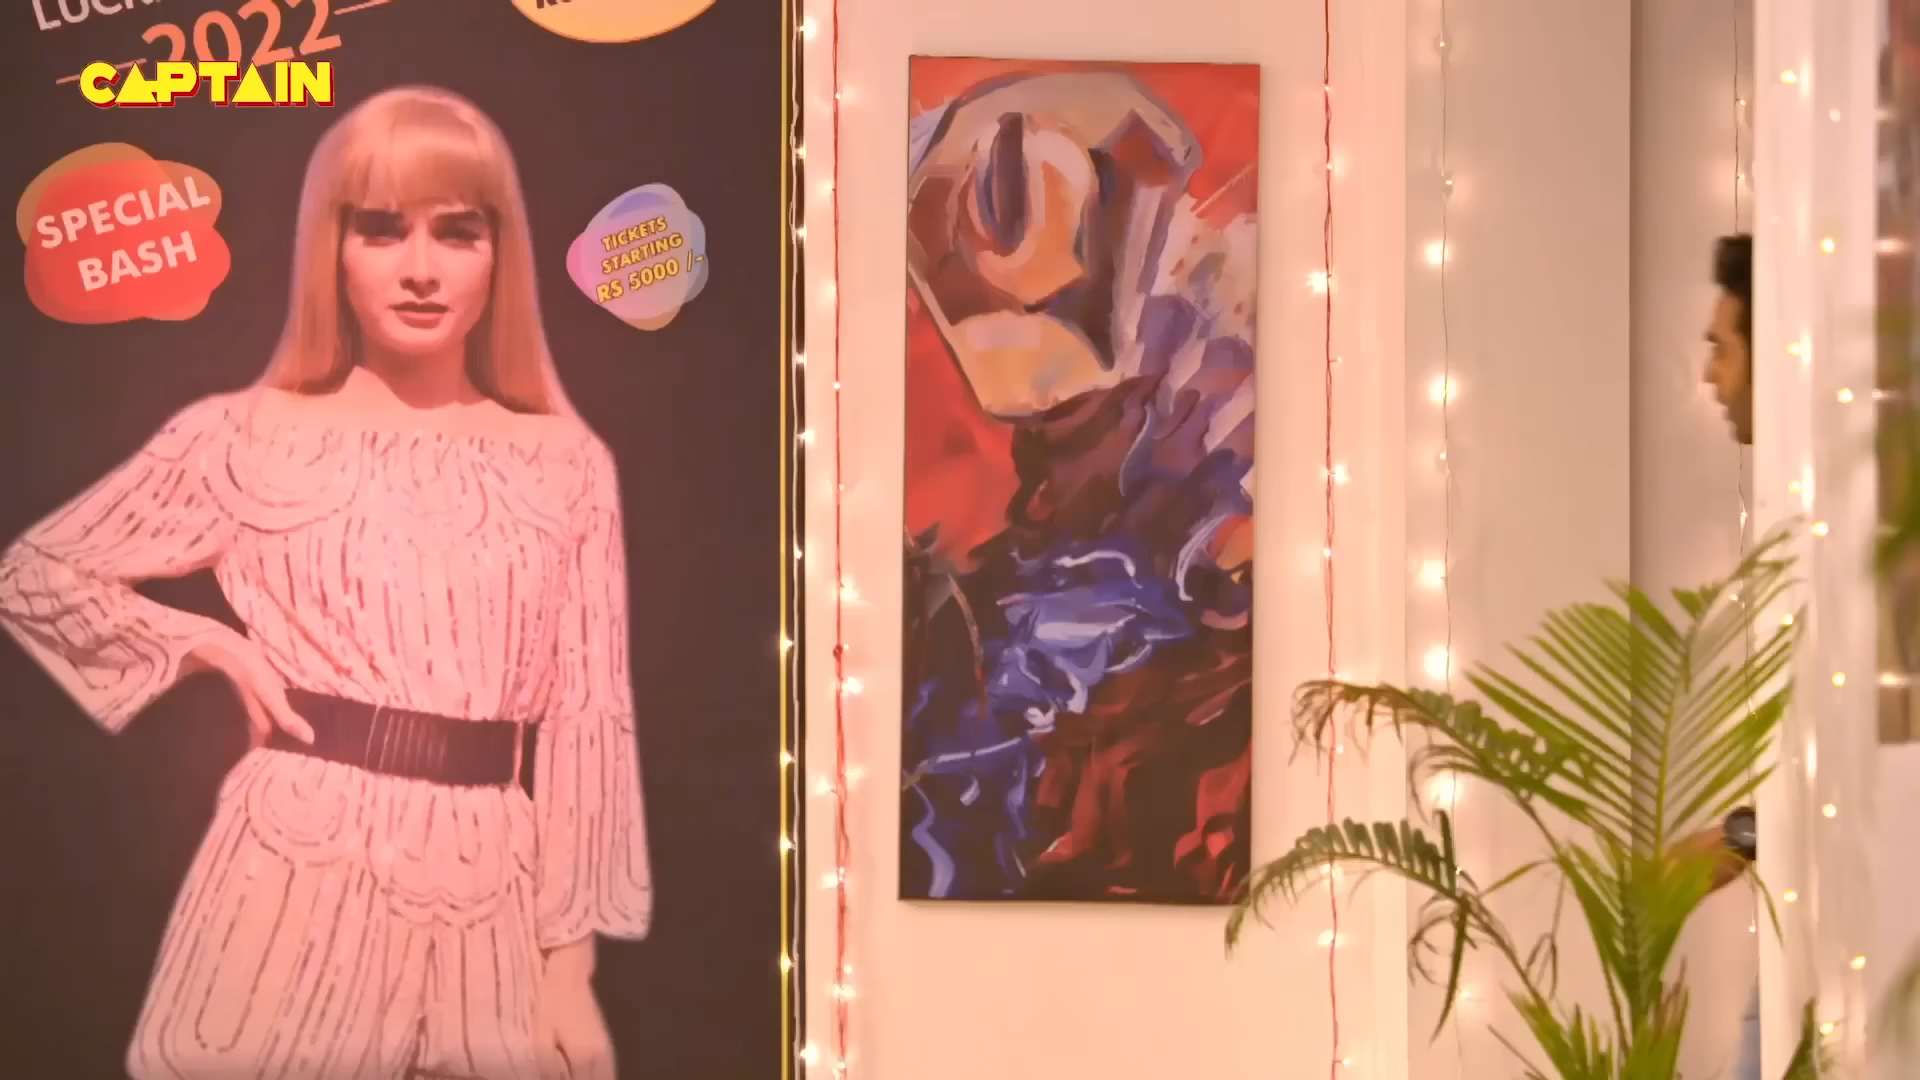 2022
CAPTAIN
SPECIAL
BASH
TICKETS
STARTING
RS 5000 /-